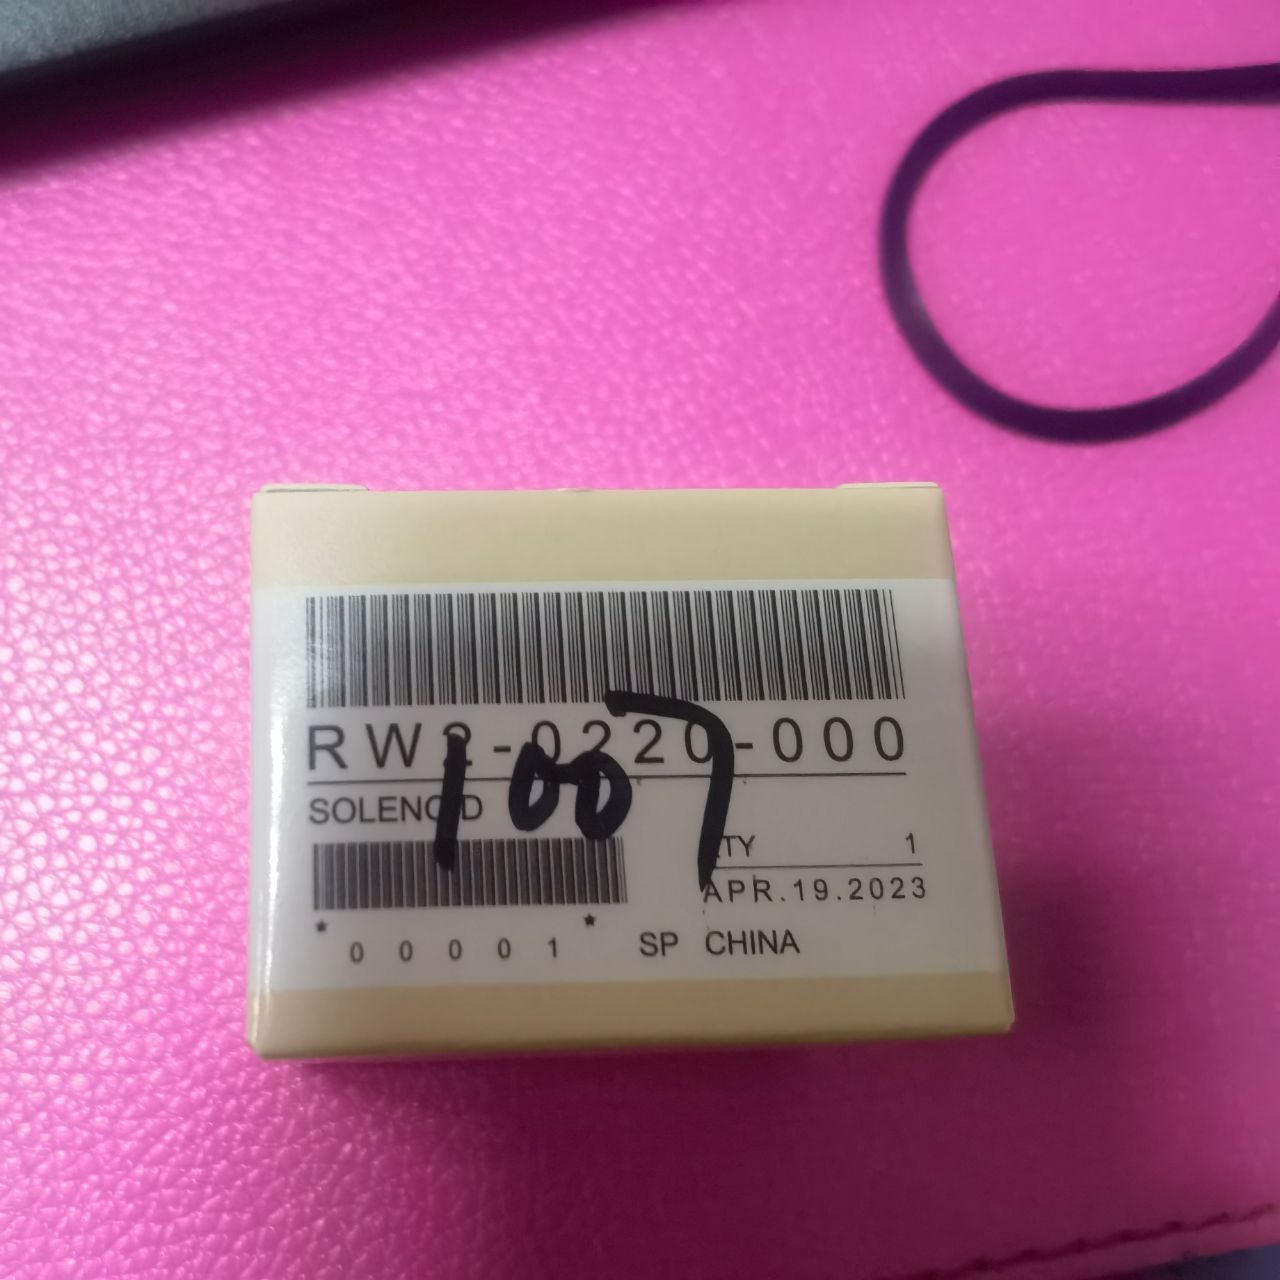 RW2-0220-000
1007
SOLENOID
QTY 1
APR.19.2023
*00001*
SP CHINA